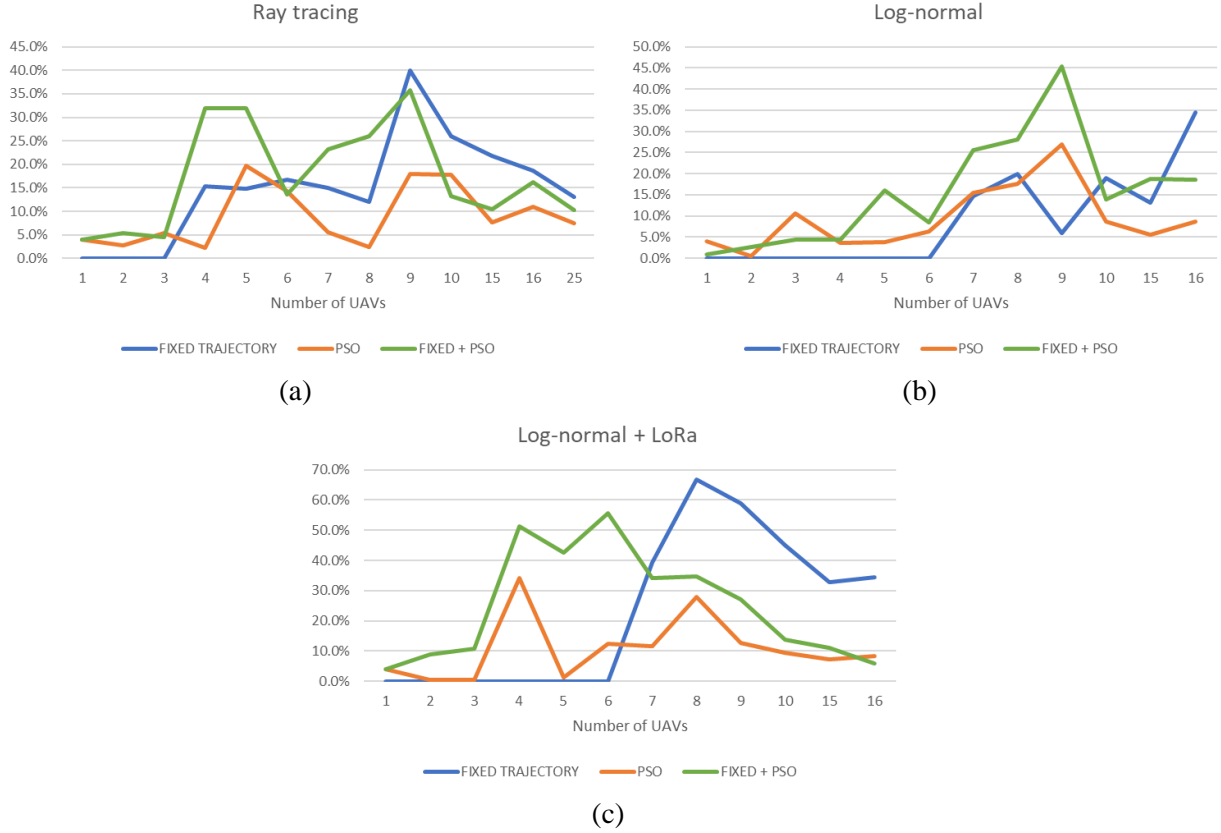 Ray tracing
45.0%
40.0%
35.0%
30.0%
25.0%
20.0%
15.0%
10.0%
5.0%
0.0%
1 2 3 4 5 6 7 8 9 10 15 16 25
Number of UAVs
FIXED TRAJECTORY PSO FIXED + PSO
(a)
Log-normal
50.0%
45.0%
40.0%
35.0%
30.0%
25.0%
20.0%
15.0%
10.0%
5.0%
0.0%
1 2 3 4 5 6 7 8 9 10 15 16
Number of UAVs
FIXED TRAJECTORY PSO FIXED + PSO
(b)
Log-normal + LoRa
70.0%
60.0%
50.0%
40.0%
30.0%
20.0%
10.0%
0.0%
1 2 3 4 5 6 7 8 9 10 15 16
Number of UAVs
FIXED TRAJECTORY PSO FIXED + PSO
(c)